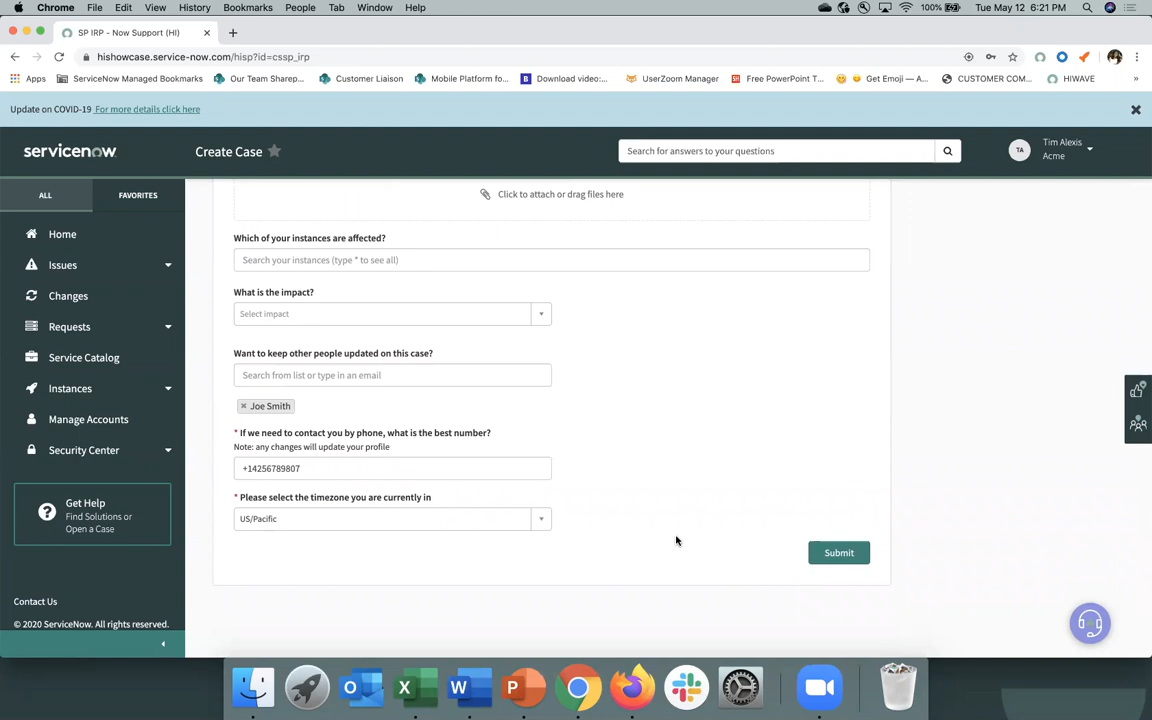 Chrome File Edit View History Bookmarks People Tab Window Help 100% Tue May 12 6:21 PM
SP IRP - Now Support (HI)
hishowcase.service-now.com/hisp?id=cssp_irp
Apps ServiceNow Managed Bookmarks Our Team Sharep... Customer Liaison Mobile Platform fo... Download video:... UserZoom Manager Free PowerPoint T... Get Emoji — A... CUSTOMER COM... HIWAVE »
Update on COVID-19 For more details click here
servicenow Create Case Search for answers to your questions TA Tim Alexis
Acme
ALL FAVORITES
Click to attach or drag files here
Home
Issues
Changes
Requests
Service Catalog
Instances
Manage Accounts
Security Center
Get Help
Find Solutions or
Open a Case
Contact Us
© 2020 ServiceNow. All rights reserved.
Which of your instances are affected?
Search your instances (type * to see all)
What is the impact?
Select impact
Want to keep other people updated on this case?
Search from list or type in an email
× Joe Smith
* If we need to contact you by phone, what is the best number?
Note: any changes will update your profile
+14256789807
* Please select the timezone you are currently in
US/Pacific
Submit